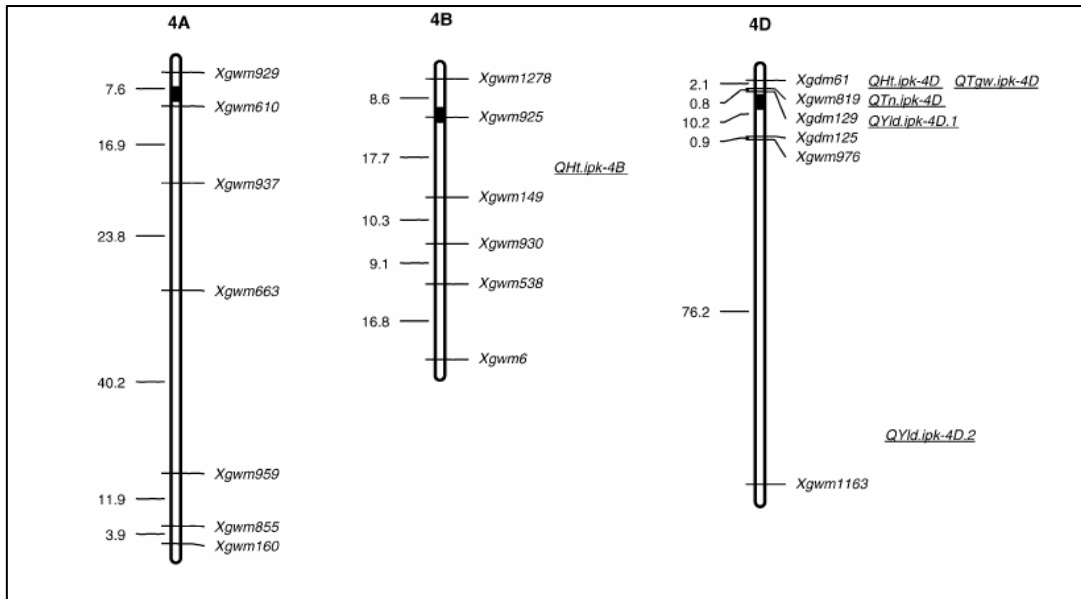 4A
Xgwm929
7.6
Xgwm610
16.9
Xgwm937
23.8
Xgwm663
40.2
Xgwm959
11.9
Xgwm855
3.9
Xgwm160
4B
Xgwm1278
8.6
Xgwm925
17.7
QHt.ipk-4B
Xgwm149
10.3
Xgwm930
9.1
Xgwm538
16.8
Xgwm6
4D
Xgdm61 QHt.ipk-4D QTgw.ipk-4D
2.1
Xgwm819 QTn.ipk-4D
0.8
Xgdm129 QYld.ipk-4D.1
10.2
Xgdm125
0.9
Xgwm976
76.2
QYld.ipk-4D.2
Xgwm1163